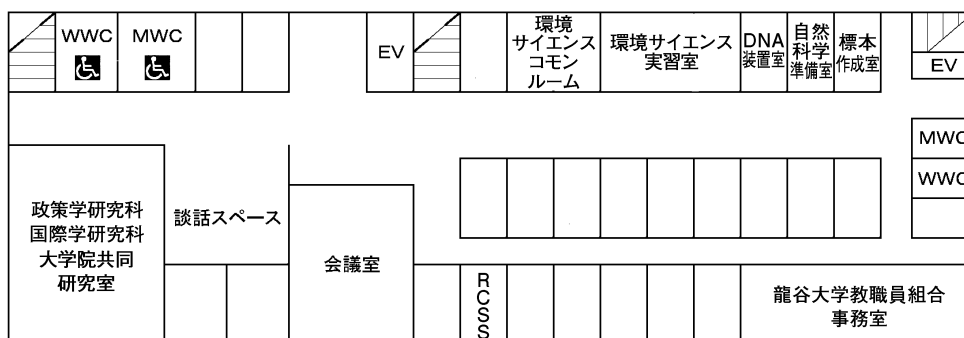 WWC
MWC
EV
環境
サイエンス
コモン
ルーム
環境サイエンス
実習室
DNA
装置室
自然
科学
準備室
標本
作成室
EV
MWC
WWC
政策学研究科
国際学研究科
大学院共同
研究室
談話スペース
会議室
RCSS
龍谷大学教職員組合
事務室